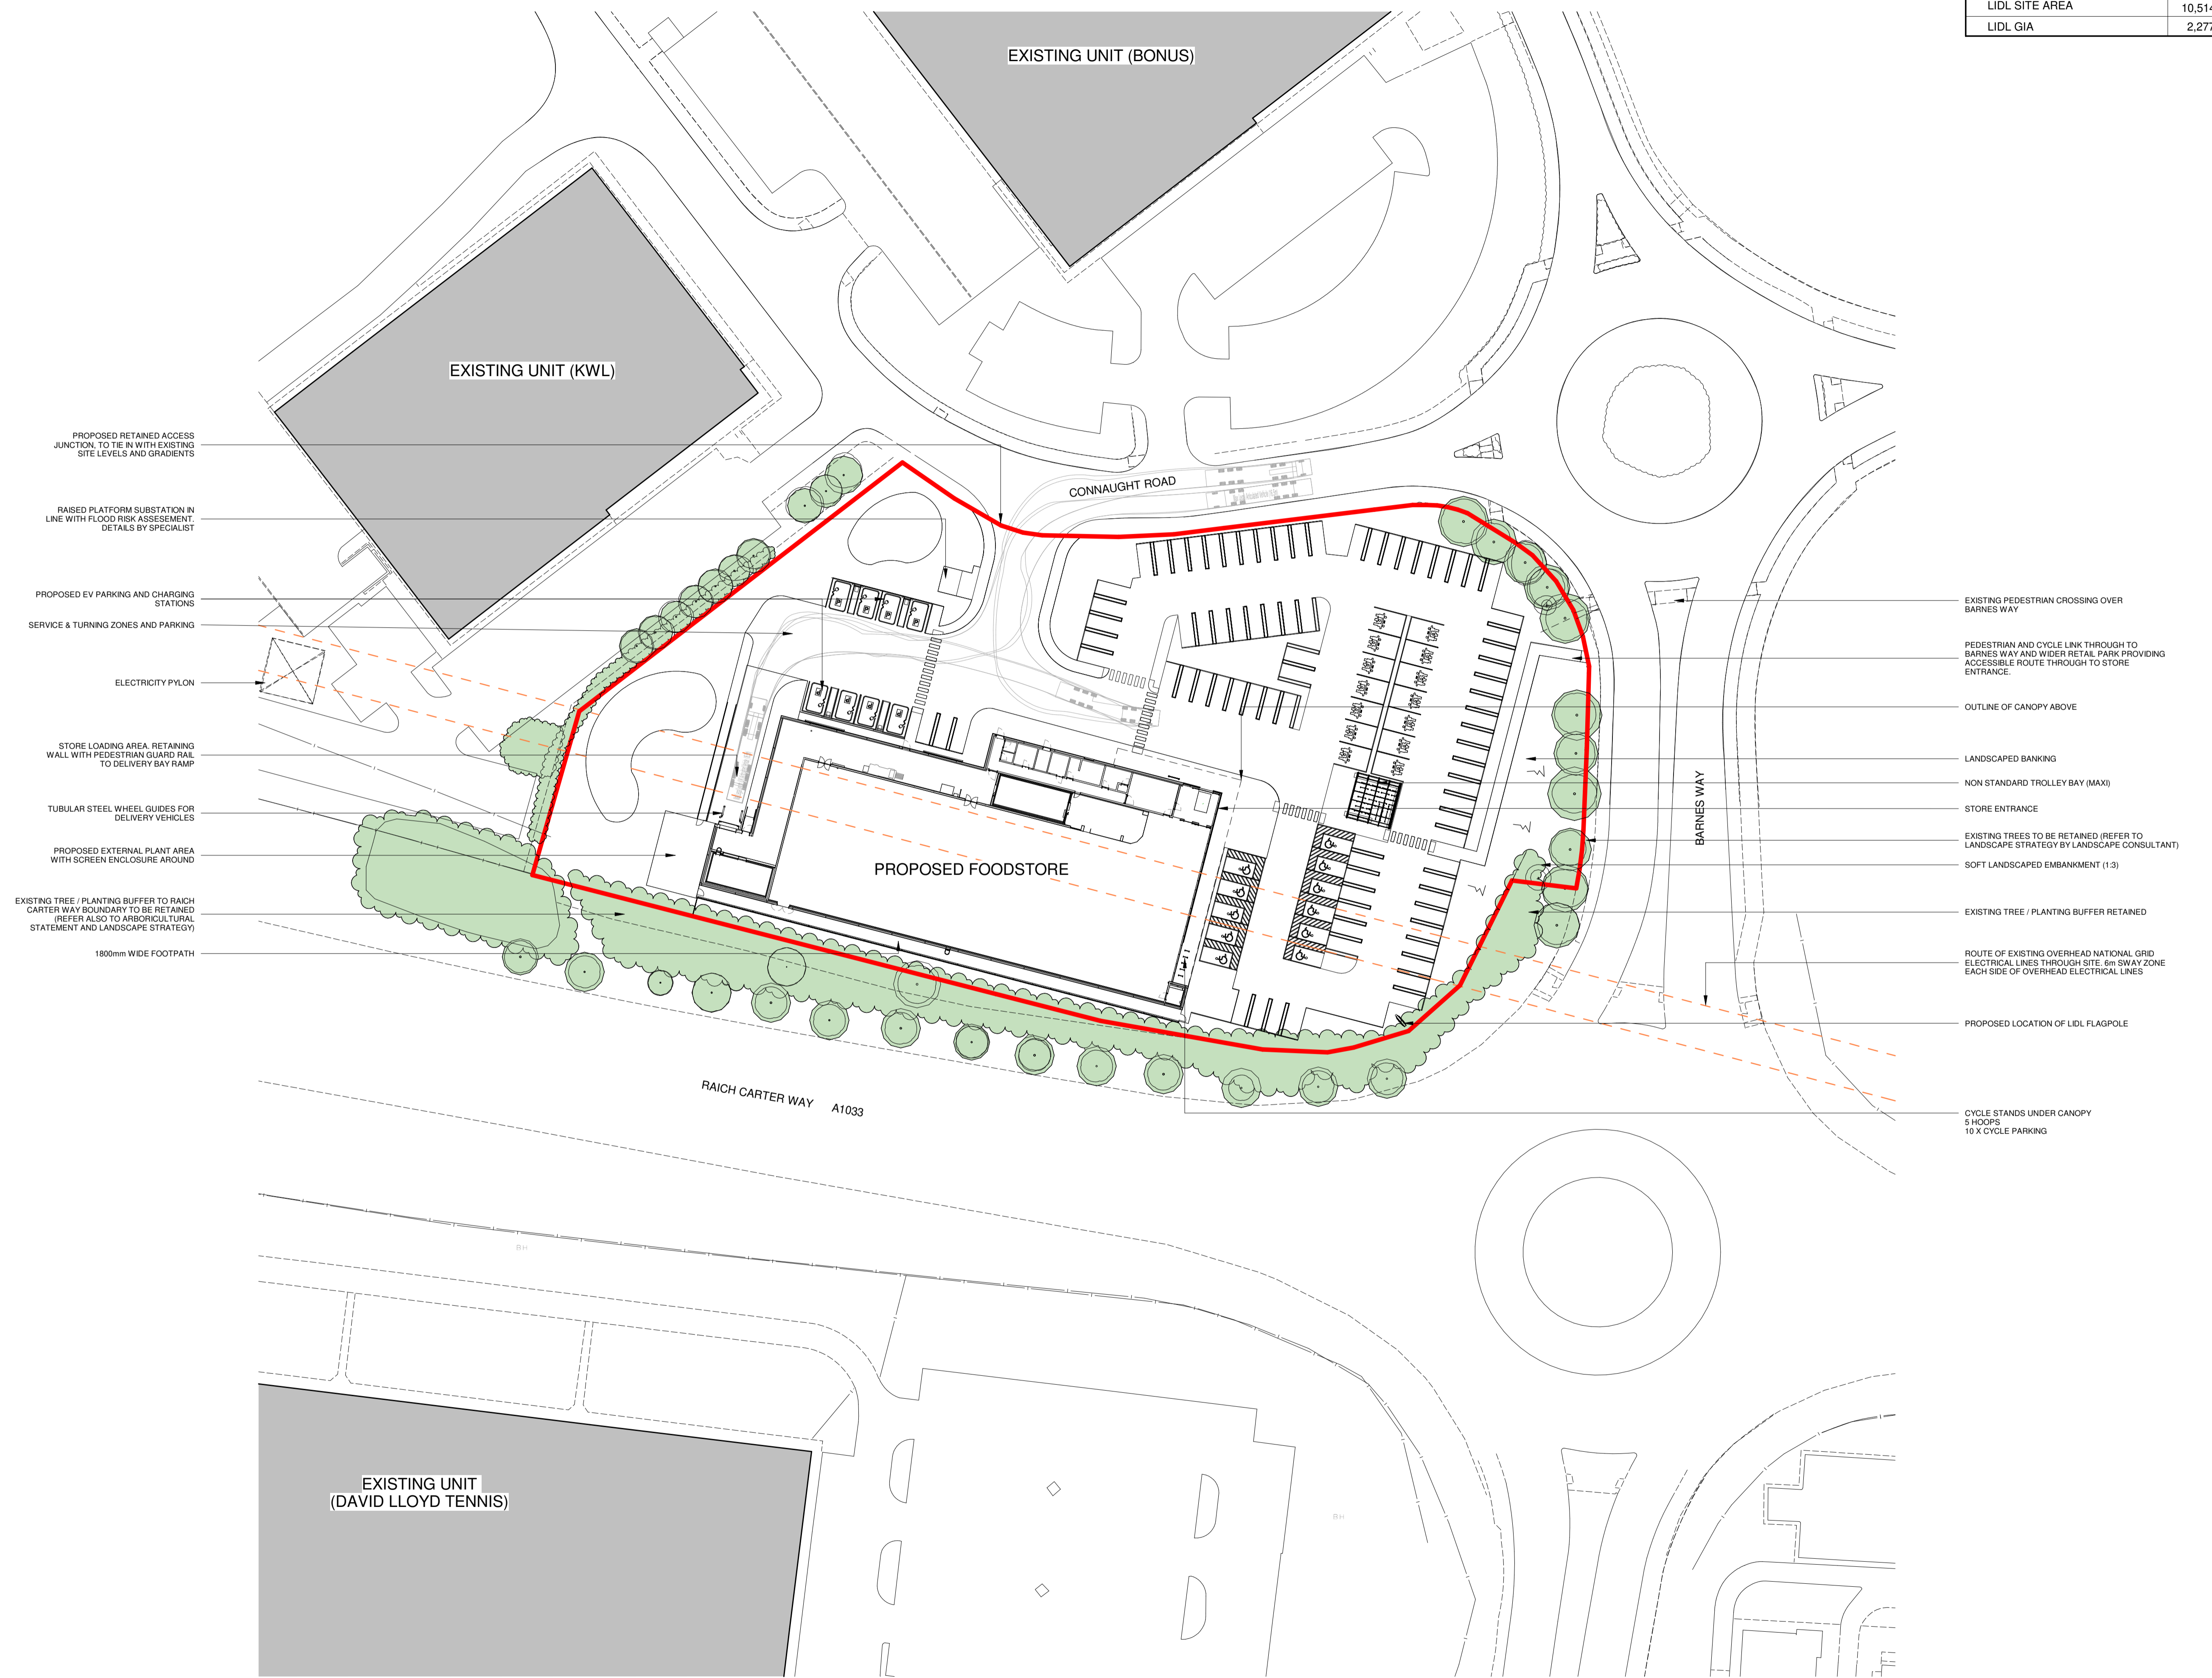 LIDL SITE AREA 10,514
LIDL GIA 2,277
EXISTING UNIT (BONUS)
EXISTING UNIT (KWL)
CONNAUGHT ROAD
PROPOSED RETAINED ACCESS
JUNCTION, TO TIE IN WITH EXISTING
SITE LEVELS AND GRADIENTS
RAISED PLATFORM SUBSTATION IN
LINE WITH FLOOD RISK ASSESEMENT.
DETAILS BY SPECIALIST
PROPOSED EV PARKING AND CHARGING
STATIONS
SERVICE & TURNING ZONES AND PARKING
ELECTRICITY PYLON
STORE LOADING AREA. RETAINING
WALL WITH PEDESTRIAN GUARD RAIL
TO DELIVERY BAY RAMP
TUBULAR STEEL WHEEL GUIDES FOR
DELIVERY VEHICLES
PROPOSED EXTERNAL PLANT AREA
WITH SCREEN ENCLOSURE AROUND
EXISTING TREE / PLANTING BUFFER TO RAICH
CARTER WAY BOUNDARY TO BE RETAINED
(REFER ALSO TO ARBORICULTURAL
STATEMENT AND LANDSCAPE STRATEGY)
1800mm WIDE FOOTPATH
PROPOSED FOODSTORE
BARNES WAY
EXISTING PEDESTRIAN CROSSING OVER
BARNES WAY
PEDESTRIAN AND CYCLE LINK THROUGH TO
BARNES WAY AND WIDER RETAIL PARK PROVIDING
ACCESSIBLE ROUTE THROUGH TO STORE
ENTRANCE.
OUTLINE OF CANOPY ABOVE
LANDSCAPED BANKING
NON STANDARD TROLLEY BAY (MAXI)
STORE ENTRANCE
EXISTING TREES TO BE RETAINED (REFER TO
LANDSCAPE STRATEGY BY LANDSCAPE CONSULTANT)
SOFT LANDSCAPED EMBANKMENT (1:3)
EXISTING TREE / PLANTING BUFFER RETAINED
ROUTE OF EXISTING OVERHEAD NATIONAL GRID
ELECTRICAL LINES THROUGH SITE. 6m SWAY ZONE
EACH SIDE OF OVERHEAD ELECTRICAL LINES
PROPOSED LOCATION OF LIDL FLAGPOLE
CYCLE STANDS UNDER CANOPY
5 HOOPS
10 X CYCLE PARKING
RAICH CARTER WAY A1033
BH
EXISTING UNIT
(DAVID LLOYD TENNIS)
BH